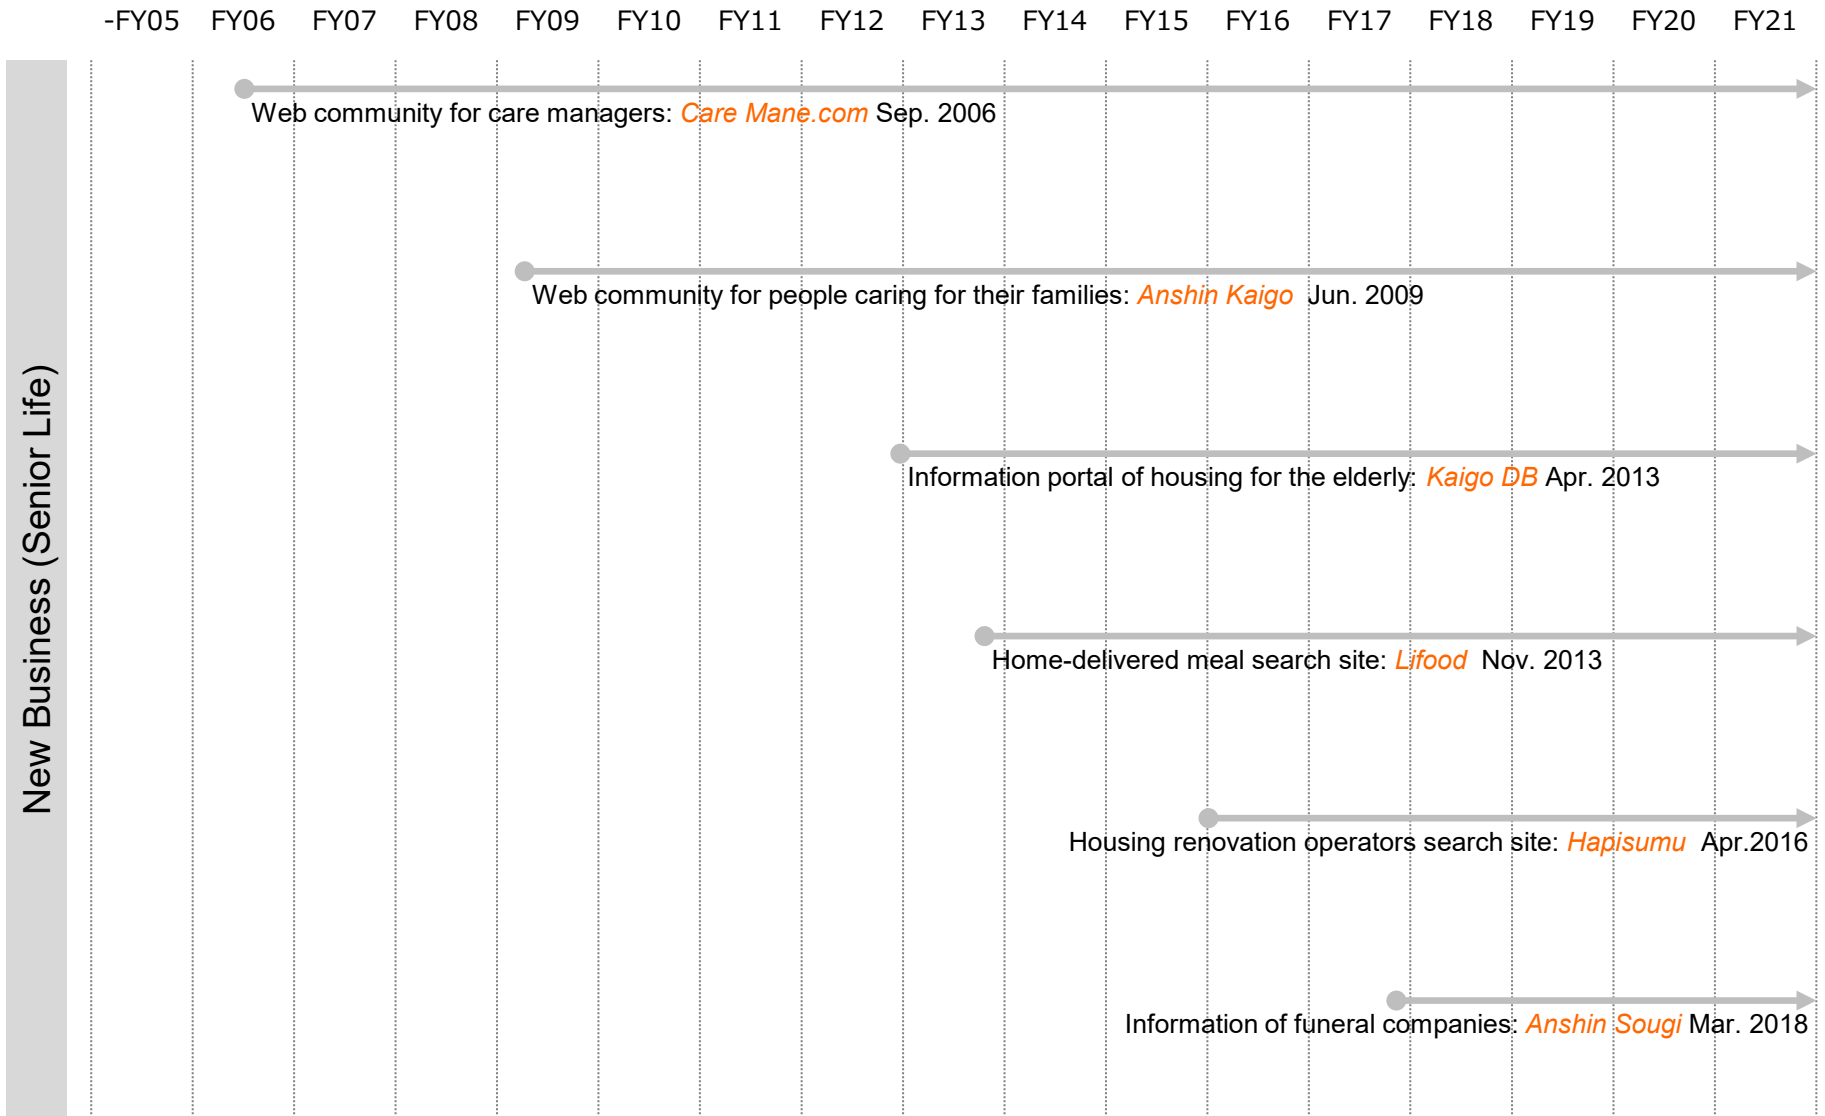 -FY05 FY06 FY07 FY08 FY09 FY10 FY11 FY12 FY13 FY14 FY15 FY16 FY17 FY18 FY19 FY20 FY21
New Business (Senior Life)
Web community for care managers: Care Mane.com Sep. 2006
Web community for people caring for their families: Anshin Kaigo Jun. 2009
Information portal of housing for the elderly: Kaigo DB Apr. 2013
Home-delivered meal search site: Lifood Nov. 2013
Housing renovation operators search site: Hapisumu Apr.2016
Information of funeral companies: Anshin Sougi Mar. 2018